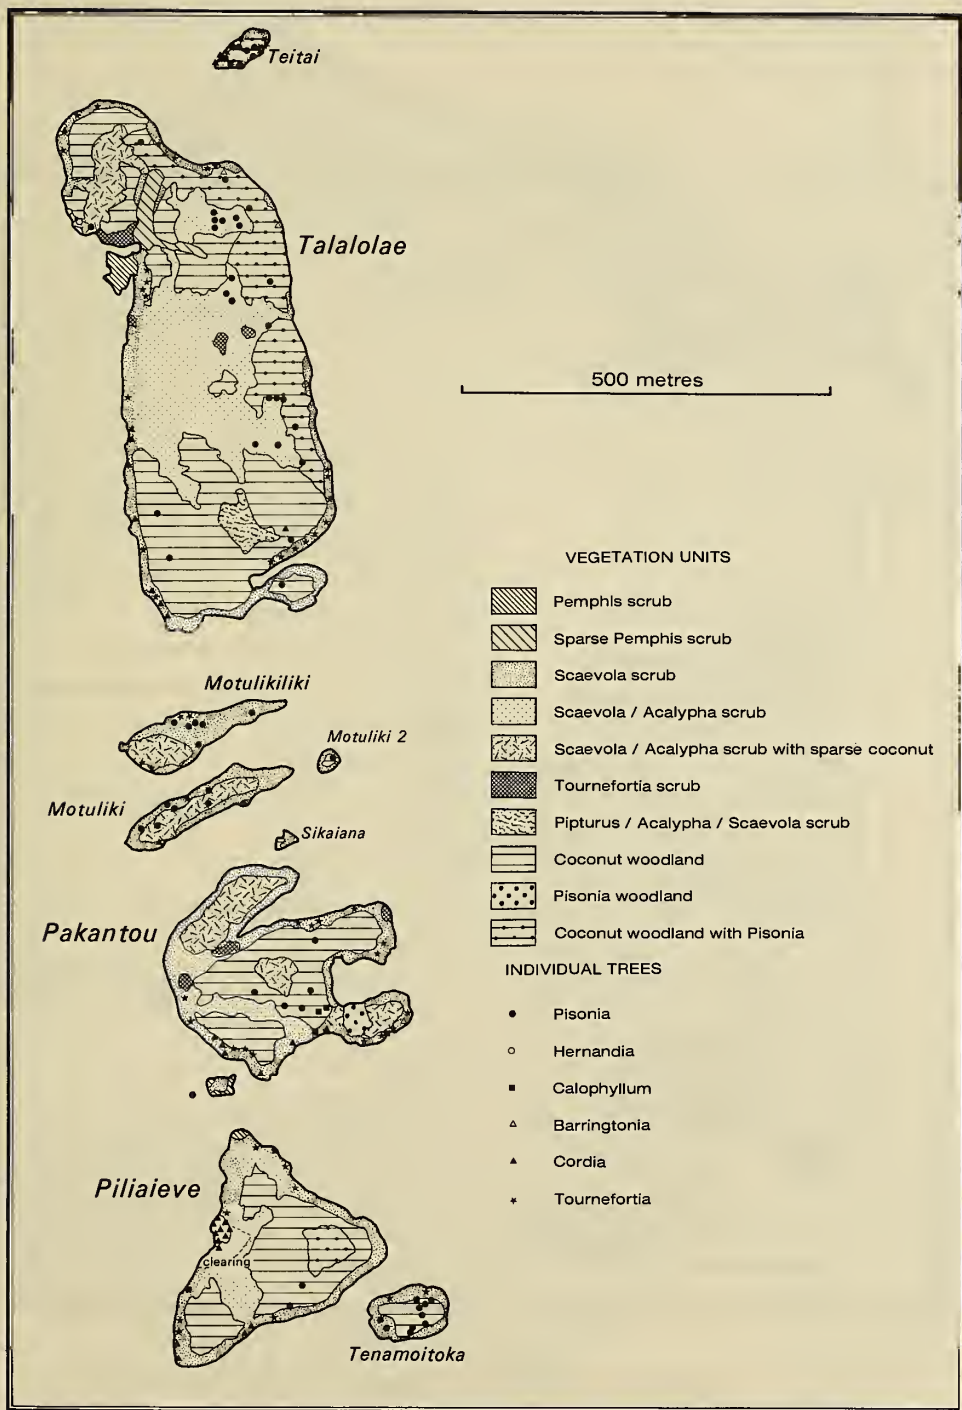 Teitai
Talalolae
500 metres
VEGETATION UNITS
Pemphis scrub
Sparse Pemphis scrub
Scaevola scrub
Scaevola / Acalypha scrub
Scaevola / Acalypha scrub with sparse coconut
Tournefortia scrub
Pipturus / Acalypha / Scaevola scrub
Coconut woodland
Pisonia woodland
Coconut woodland with Pisonia
INDIVIDUAL TREES
Pisonia
Hernandia
Calophyllum
Barringtonia
Cordia
Tournefortia
Motulikiliki
Motuliki 2
Motuliki
Sikaiana
Pakantou
Piliaieve
clearing
Tenamoitoka